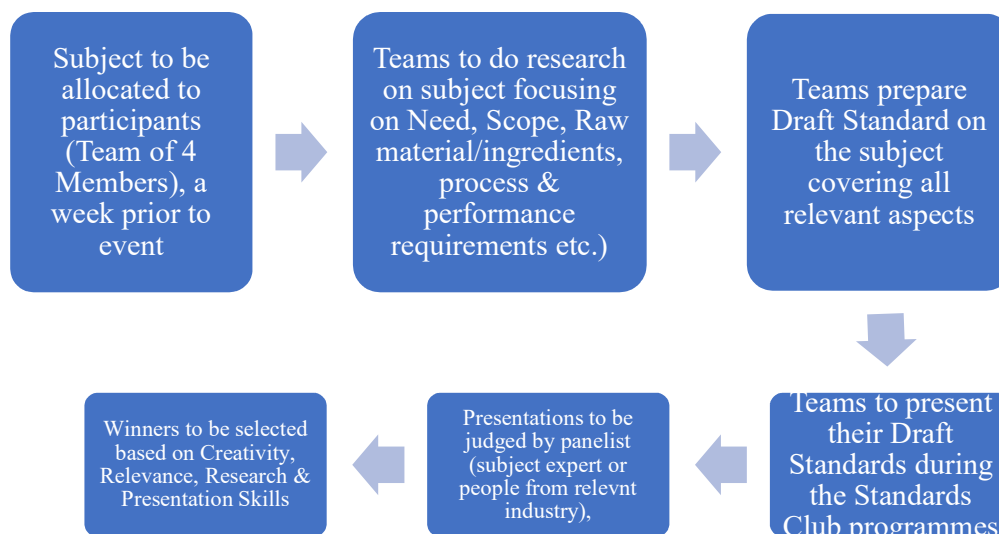 Subject to be
allocated to
participants
(Team of 4
Members), a
week prior to
event
Teams to do research
on subject focusing
on Need, Scope, Raw
material/ingredients,
process &
performance
requirements etc.)
Teams prepare
Draft Standard on
the subject
covering all
relevant aspects
Teams to present
their Draft
Standards during
the Standards
Club programmes
Presentations to be
judged by panelist
(subject expert or
people from relevnt
industry),
Winners to be selected
based on Creativity,
Relevance, Research &
Presentation Skills